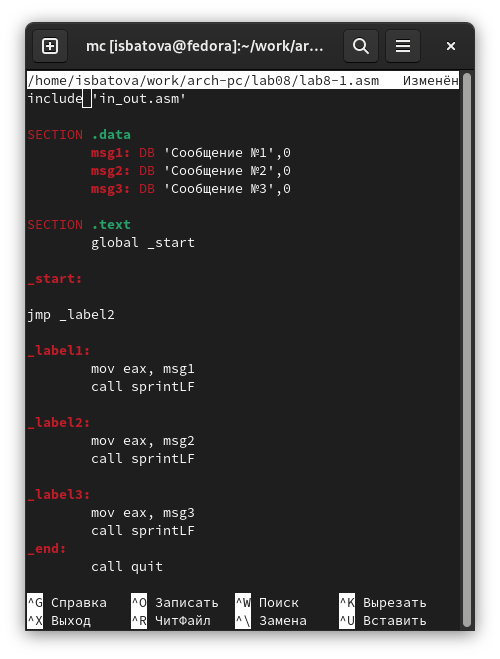 mc [isbatova@fedora]:~/work/ar...
/home/isbatova/work/arch-pc/lab08/lab8-1.asm Изменён
include 'in_out.asm'
SECTION .data
msg1: DB 'Сообщение №1',0
msg2: DB 'Сообщение №2',0
msg3: DB 'Сообщение №3',0
SECTION .text
global _start
_start:
jmp _label2
_label1:
mov eax, msg1
call sprintLF
_label2:
mov eax, msg2
call sprintLF
_label3:
mov eax, msg3
call sprintLF
_end:
call quit
^G Справка ^O Записать ^W Поиск ^K Вырезать
^X Выход ^R ЧитФайл ^\ Замена ^U Вставить